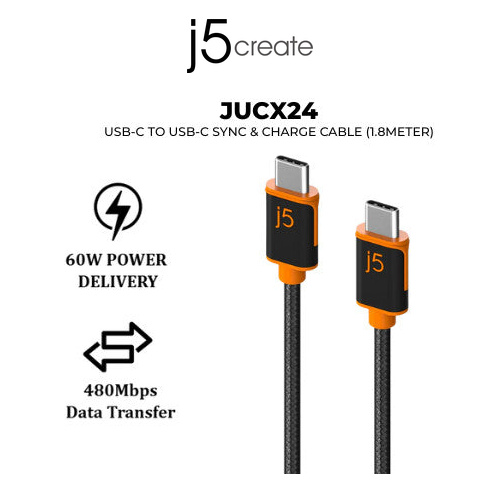 j5create
JUCX24
USB-C TO USB-C SYNC & CHARGE CABLE (1.8METER)
j5
j5
60W POWER
DELIVERY
480Mbps
Data Transfer